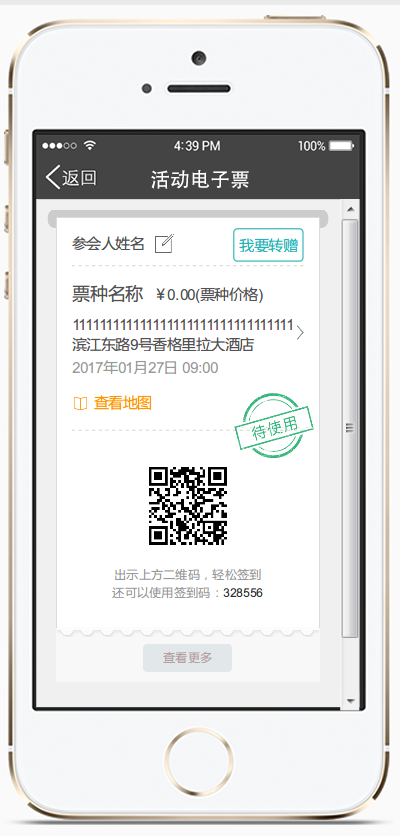 4:39 PM 100%
返回 活动电子票
参会人姓名 我要转赠
票种名称 ￥0.00(票种价格)
1111111111111111111111111111111111
滨江东路9号香格里拉大酒店
2017年01月27日 09:00
查看地图
待使用
出示上方二维码，轻松签到
还可以使用签到码：328556
查看更多